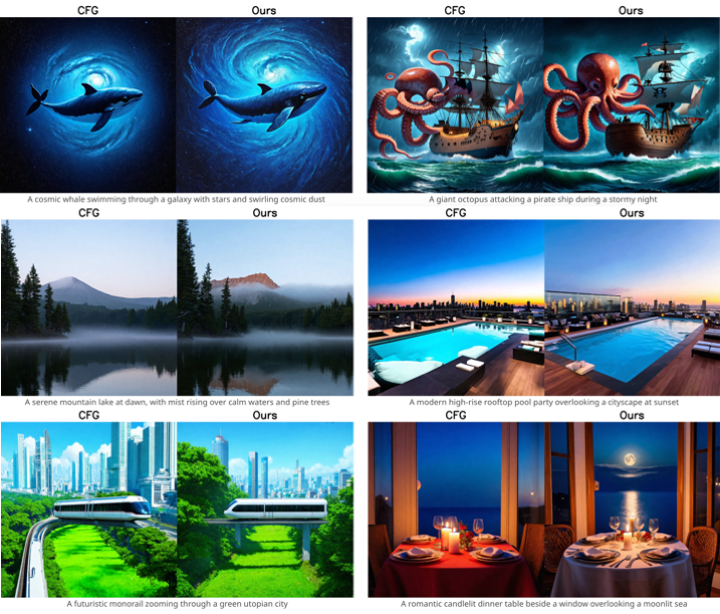 CFG Ours CFG Ours
A cosmic whale swimming through a galaxy with stars and swirling cosmic dust
A giant octopus attacking a pirate ship during a stormy night
CFG Ours CFG Ours
A serene mountain lake at dawn, with mist rising over calm waters and pine trees
A modern high-rise rooftop pool party overlooking a cityscape at sunset
CFG Ours CFG Ours
A futuristic monorail zooming through a green utopian city
A romantic candlelit dinner table beside a window overlooking a moonlit sea